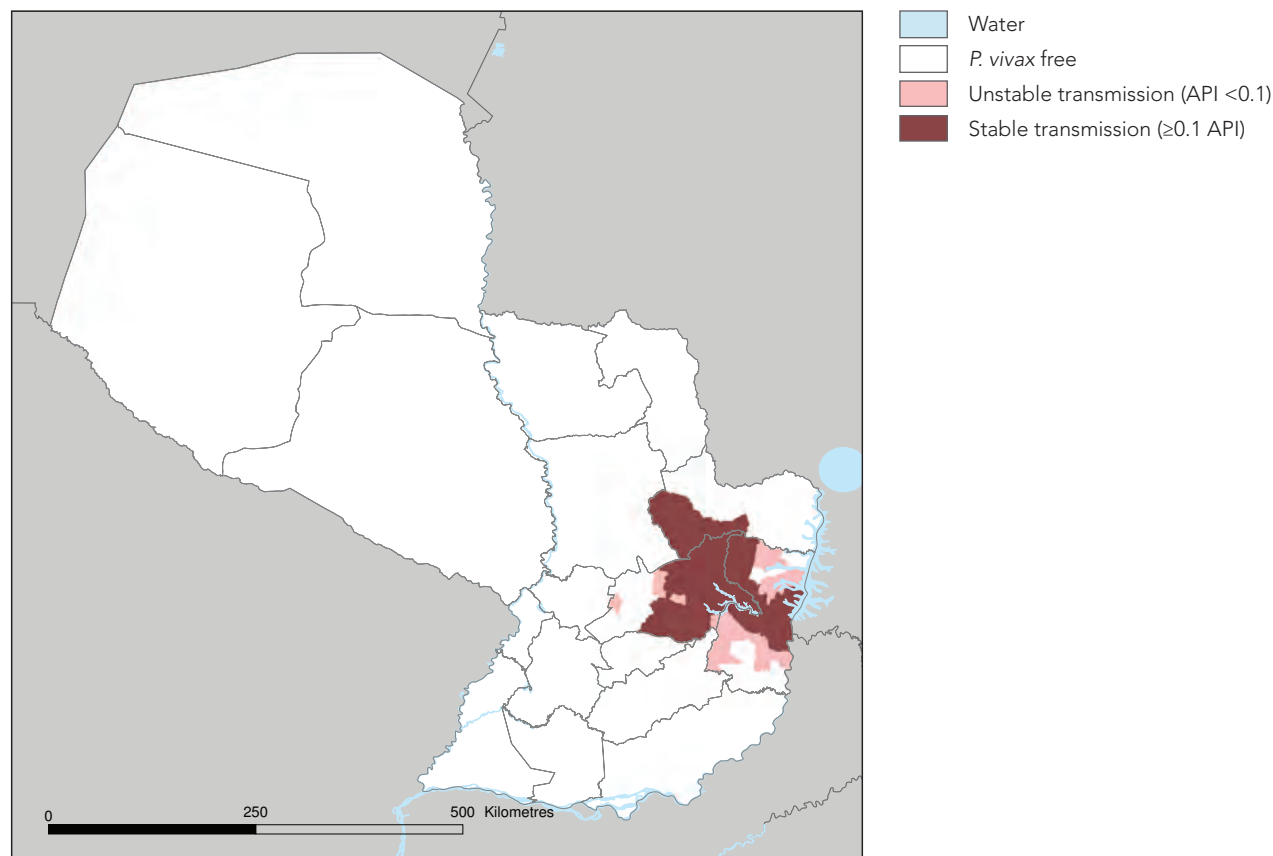 Water
P. vivax free
Unstable transmission (API <0.1)
Stable transmission (≥0.1 API)
0 250 500 Kilometres